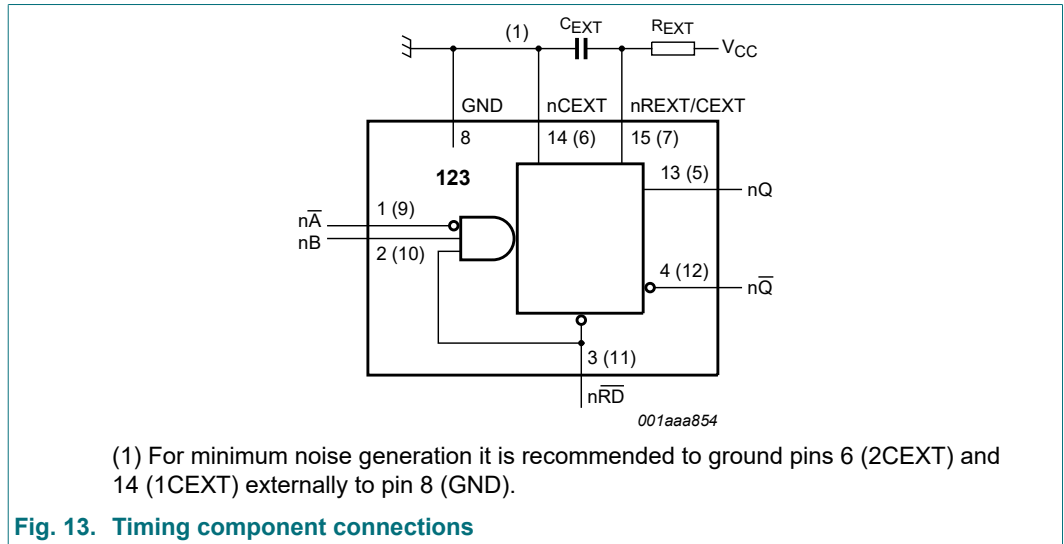 (1) CEXT REXT VCC
GND nCEXT nREXT/CEXT
8 14 (6) 15 (7)
123 13 (5) nQ
nA̅ 1 (9)
nB 2 (10)
4 (12) nQ̅
3 (11)
nR̅D̅
001aaa854
(1) For minimum noise generation it is recommended to ground pins 6 (2CEXT) and
14 (1CEXT) externally to pin 8 (GND).
Fig. 13. Timing component connections